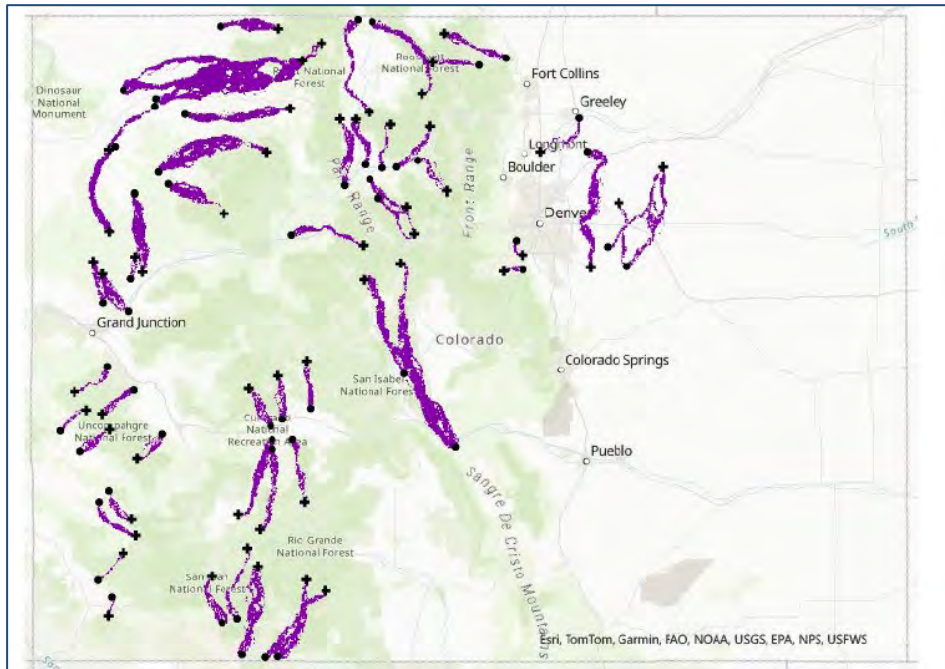 Dinosaur
National
Monument
National
Forest
National Forest
Fort Collins
Greeley
Longmont
Boulder
Front Range
Range
Denver
South
Grand Junction
Colorado
Colorado Springs
San Isabel
National Forest
Uncompahgre
National Forest
National
Recreation Area
Pueblo
Sangre De Cristo Mountains
Rio Grande
National Forest
San Juan
National Forest
Esri, TomTom, Garmin, FAO, NOAA, USGS, EPA, NPS, USFWS